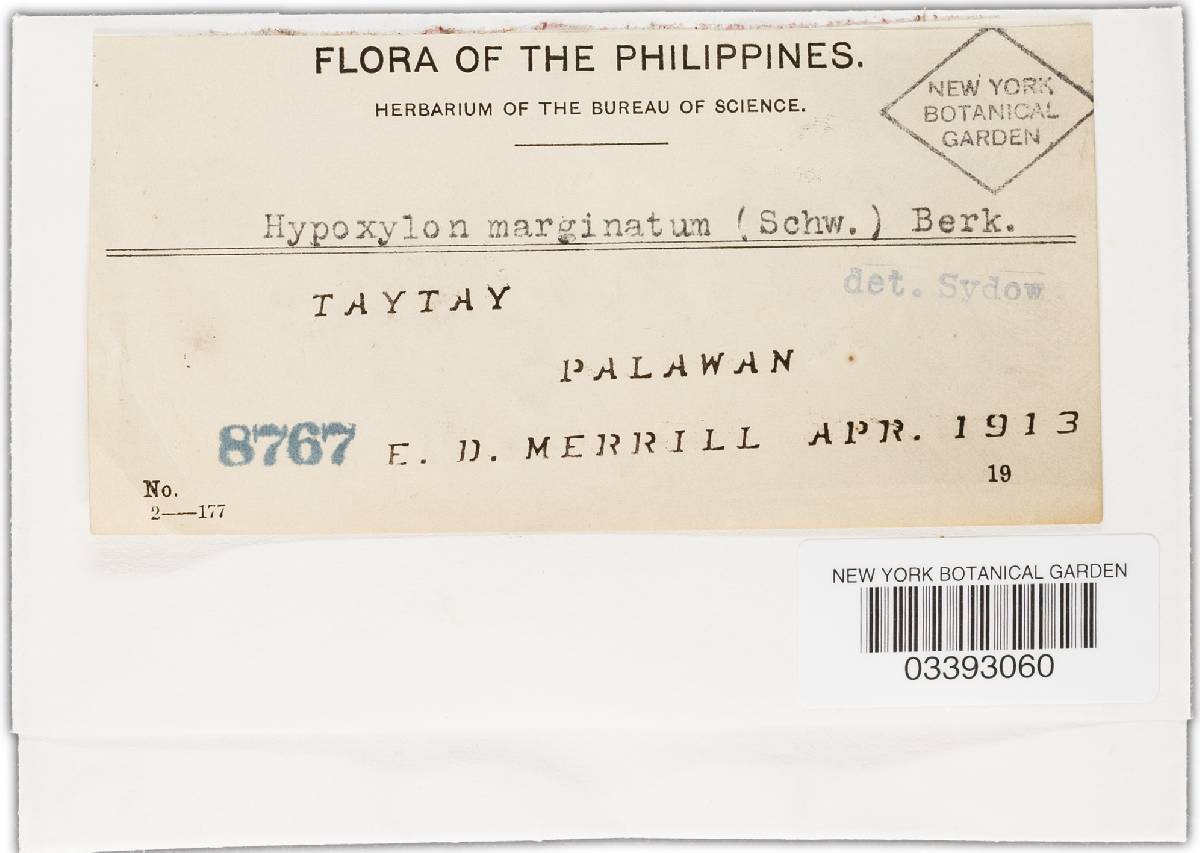 FLORA OF THE PHILIPPINES.
HERBARIUM OF THE BUREAU OF SCIENCE.
NEW YORK
BOTANICAL
GARDEN
Hypoxylon marginatum (Schw.) Berk.
det. Sydow
TAYTAY
PALAWAN
8767 E. D. MERRILL APR. 1913
No. 19
2—177
NEW YORK BOTANICAL GARDEN
03393060